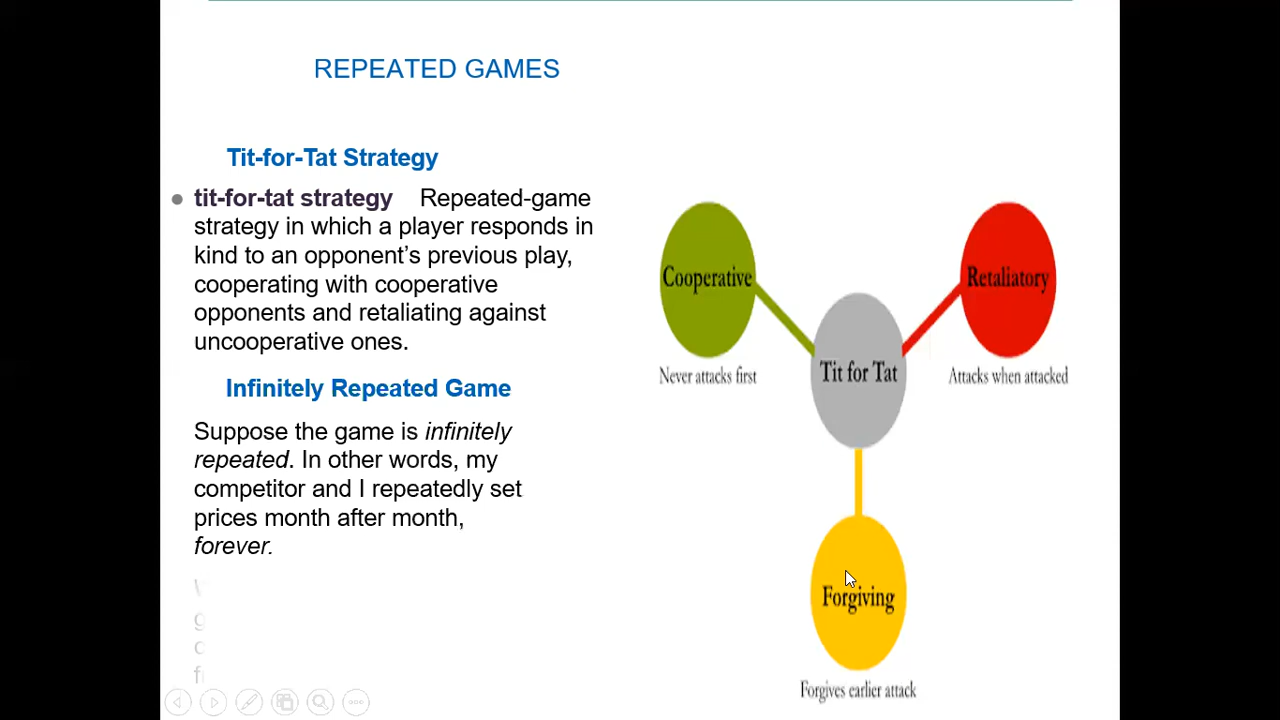 REPEATED GAMES
Tit-for-Tat Strategy
tit-for-tat strategy Repeated-game
strategy in which a player responds in
kind to an opponent’s previous play,
cooperating with cooperative
opponents and retaliating against
uncooperative ones.
Infinitely Repeated Game
Suppose the game is infinitely
repeated. In other words, my
competitor and I repeatedly set
prices month after month,
forever.
Cooperative
Never attacks first
Retaliatory
Attacks when attacked
Tit for Tat
Forgiving
Forgives earlier attack